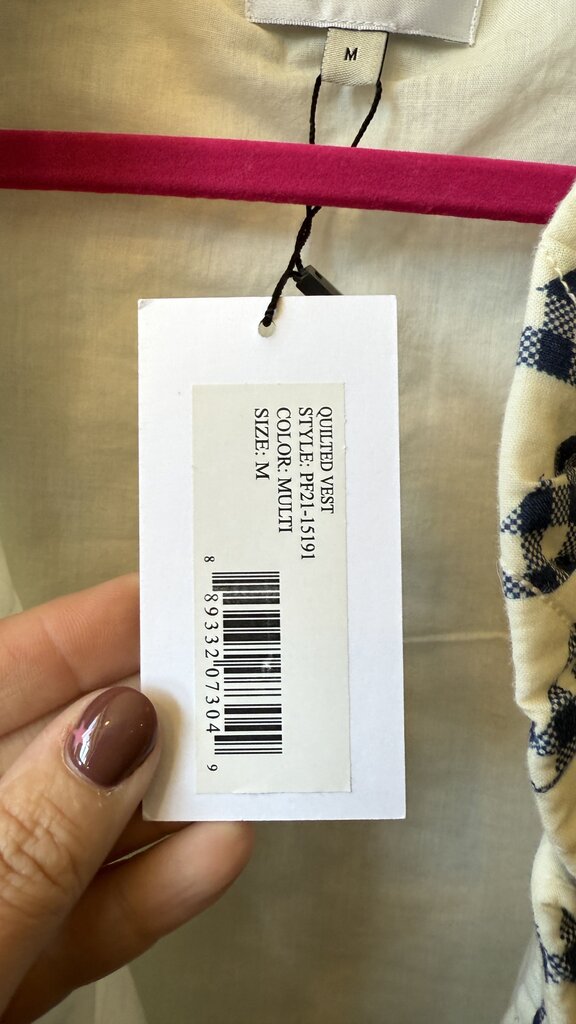 M
QUILTED VEST
STYLE: PF21-15191
COLOR: MULTI
SIZE: M
8 89332 07304 9